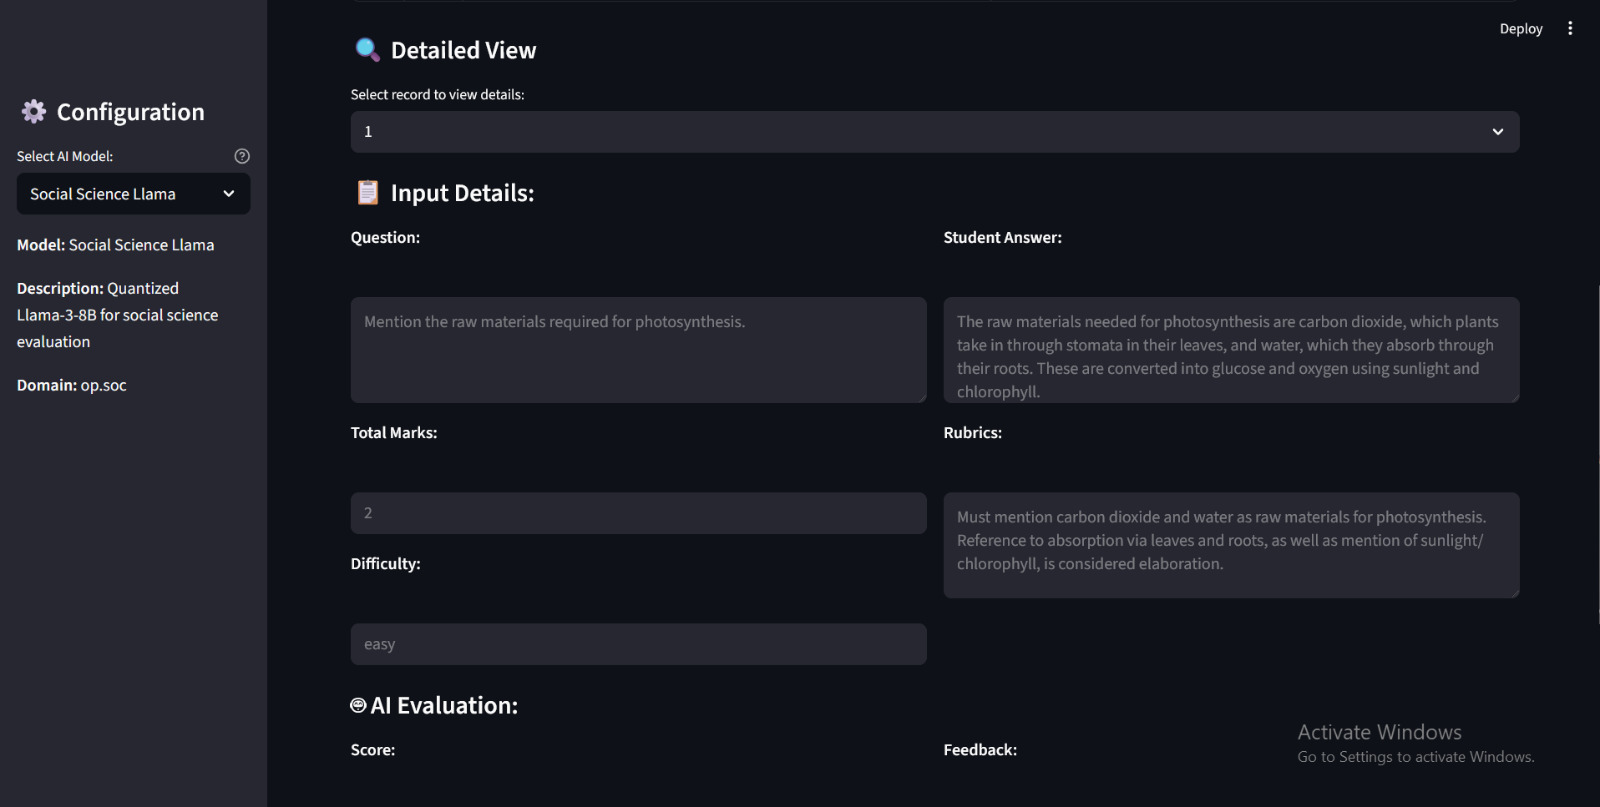 Deploy
Configuration
Select AI Model:
Social Science Llama
Model: Social Science Llama
Description: Quantized
Llama-3-8B for social science
evaluation
Domain: op.soc
Detailed View
Select record to view details:
1
Input Details:
Question:
Mention the raw materials required for photosynthesis.
Student Answer:
The raw materials needed for photosynthesis are carbon dioxide, which plants
take in through stomata in their leaves, and water, which they absorb through
their roots. These are converted into glucose and oxygen using sunlight and
chlorophyll.
Total Marks:
2
Rubrics:
Must mention carbon dioxide and water as raw materials for photosynthesis.
Reference to absorption via leaves and roots, as well as mention of sunlight/
chlorophyll, is considered elaboration.
Difficulty:
easy
AI Evaluation:
Score:
Feedback:
Activate Windows
Go to Settings to activate Windows.